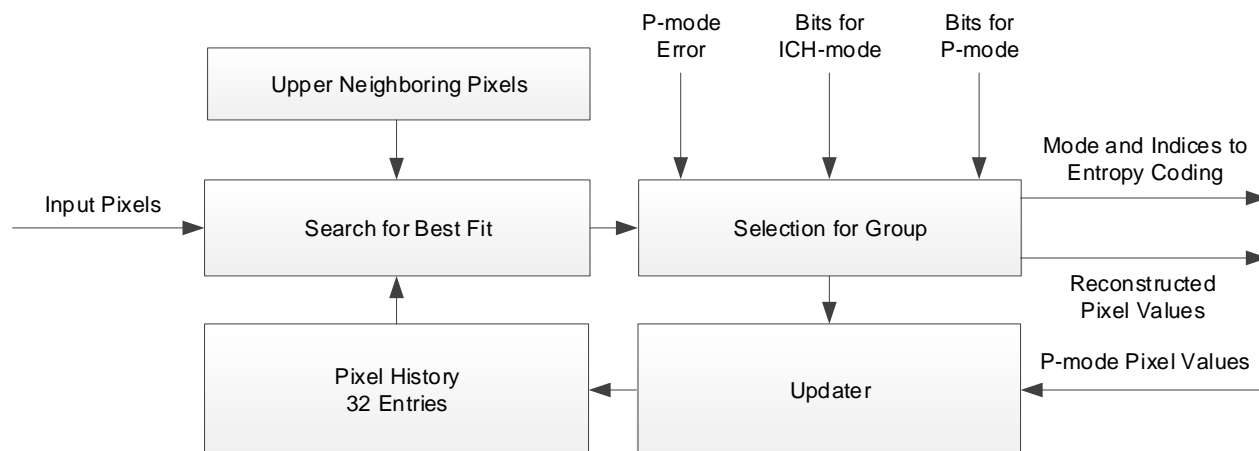 P-mode
Error
Bits for
ICH-mode
Bits for
P-mode
Upper Neighboring Pixels
Mode and Indices to
Entropy Coding
Input Pixels
Search for Best Fit
Selection for Group
Reconstructed
Pixel Values
Pixel History
32 Entries
Updater
P-mode Pixel Values